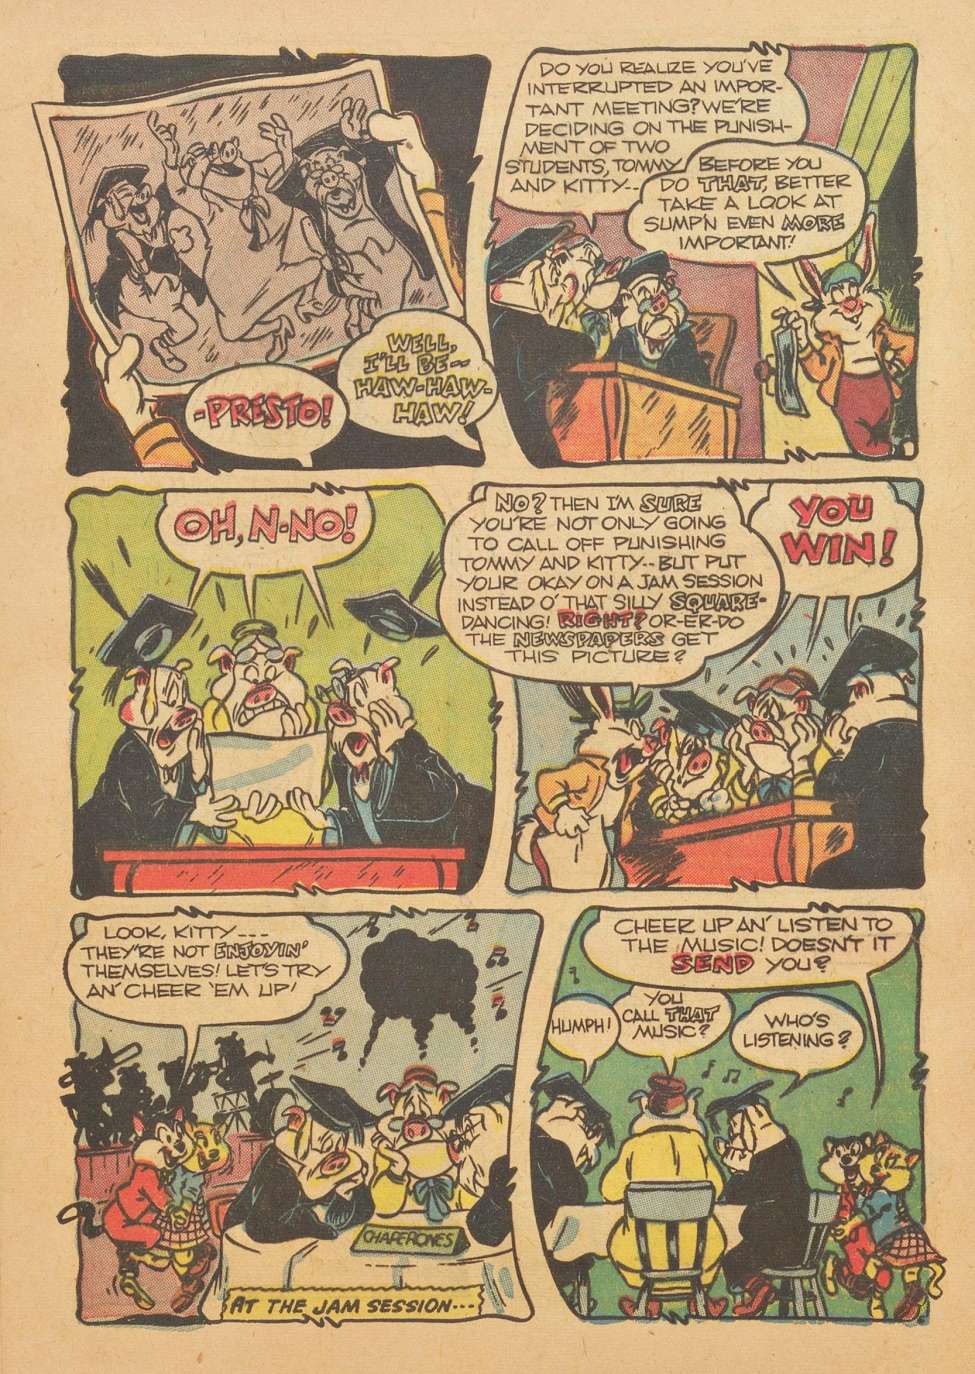 -PRESTO!
WELL,
I'LL BE--
HAW-HAW-
HAW!
DO YOU REALIZE YOU'VE
INTERRUPTED AN IMPOR-
TANT MEETING? WE'RE
DECIDING ON THE PUNISH-
MENT OF TWO
STUDENTS, TOMMY
AND KITTY--
BEFORE YOU
DO THAT, BETTER
TAKE A LOOK AT
SUMP'N EVEN MORE
IMPORTANT!
OH, N-NO!
NO? THEN I'M SURE
YOU'RE NOT ONLY GOING
TO CALL OFF PUNISHING
TOMMY AND KITTY-- BUT PUT
YOUR OKAY ON A JAM SESSION
INSTEAD O' THAT SILLY SQUARE-
DANCING! RIGHT? OR-ER-DO
THE NEWSPAPERS GET
THIS PICTURE?
YOU
WIN!
LOOK, KITTY---
THEY'RE NOT ENJOYIN'
THEMSELVES! LET'S TRY
AN' CHEER 'EM UP!
CHAPERONES
AT THE JAM SESSION---
CHEER UP AN' LISTEN TO
THE MUSIC! DOESN'T IT
SEND YOU?
HUMPH!
YOU
CALL THAT
MUSIC?
WHO'S
LISTENING?